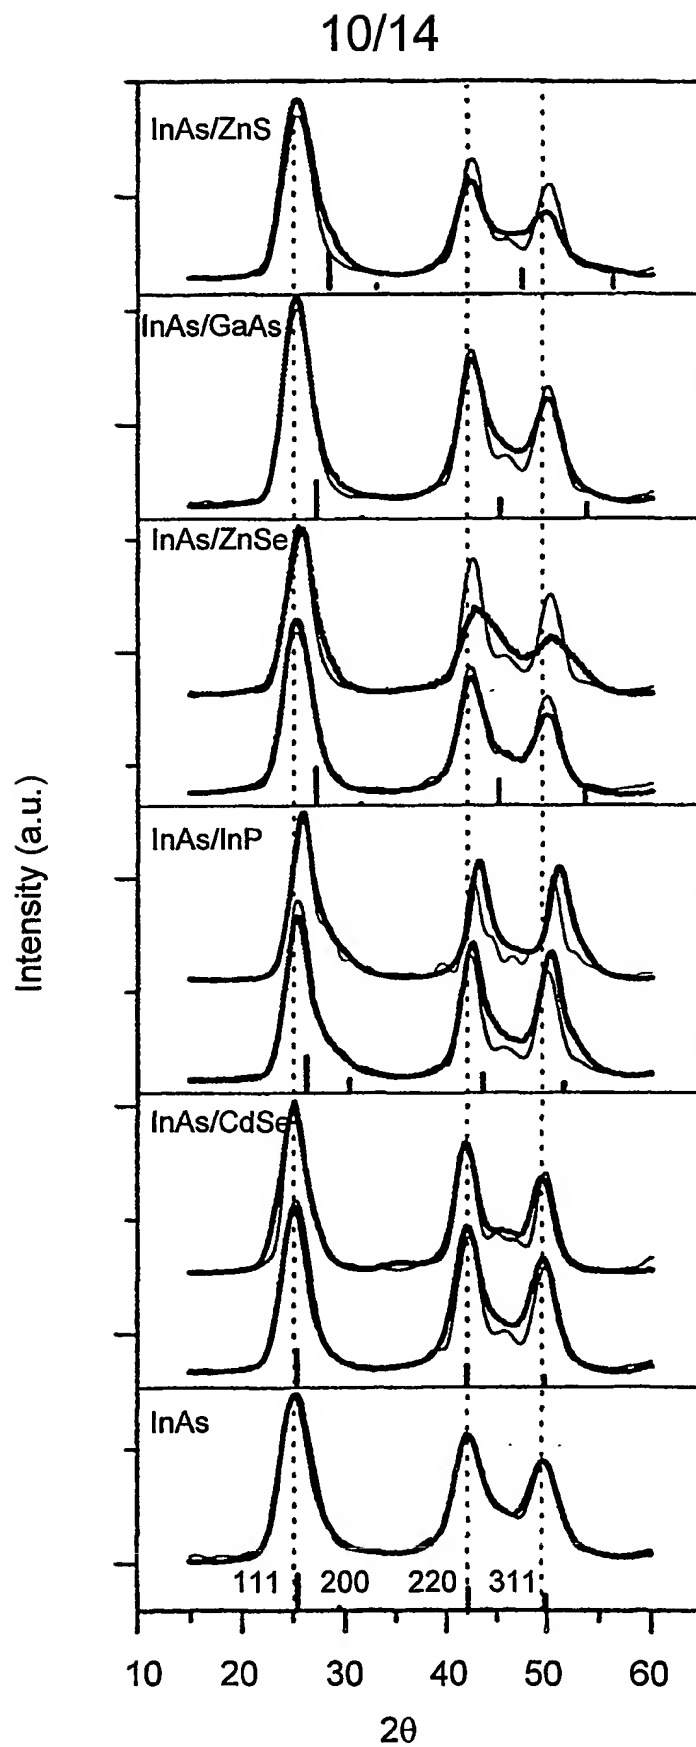 10/14
InAs/ZnS
InAs/GaAs
InAs/ZnSe
InAs/InP
InAs/CdSe
InAs
111 200 220 311
10 20 30 40 50 60
2θ
Intensity (a.u.)